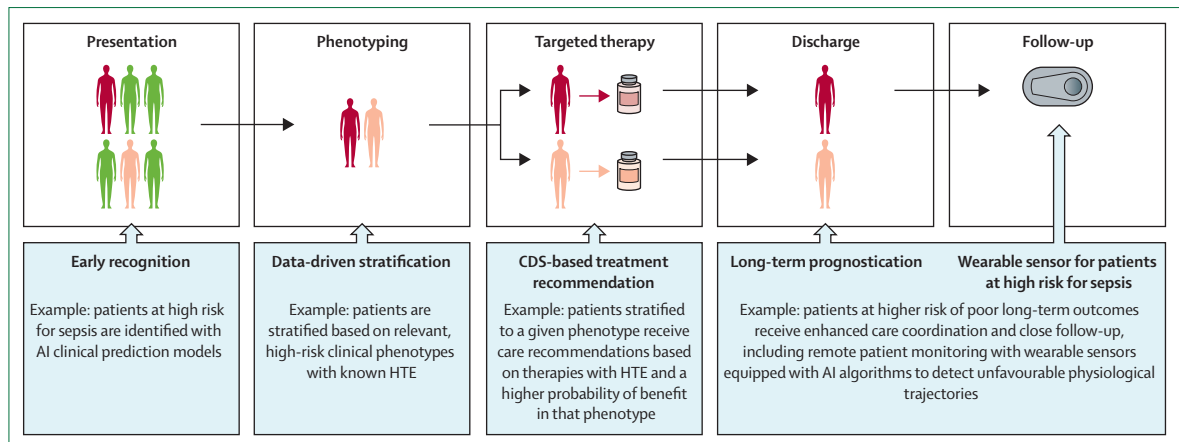 Presentation
Phenotyping
Targeted therapy
Discharge
Follow-up
Early recognition
Example: patients at high risk
for sepsis are identified with
AI clinical prediction models
Data-driven stratification
Example: patients are
stratified based on relevant,
high-risk clinical phenotypes
with known HTE
CDS-based treatment
recommendation
Example: patients stratified
to a given phenotype receive
care recommendations based
on therapies with HTE and a
higher probability of benefit
in that phenotype
Long-term prognostication
Wearable sensor for patients
at high risk for sepsis
Example: patients at higher risk of poor long-term outcomes
receive enhanced care coordination and close follow-up,
including remote patient monitoring with wearable sensors
equipped with AI algorithms to detect unfavourable physiological
trajectories